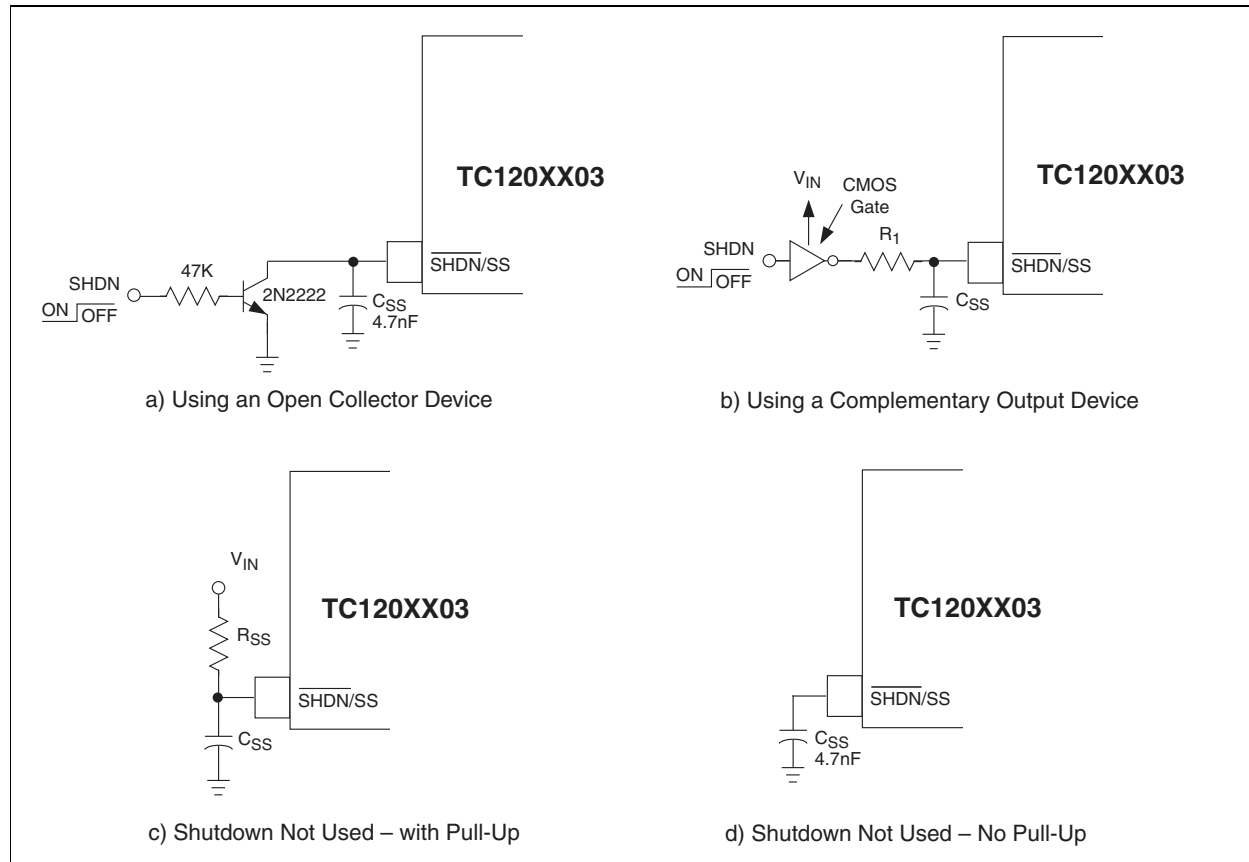 TC120XX03
SHDN
47K
2N2222
ON OFF
CSS
4.7nF
SHDN/SS
a) Using an Open Collector Device
TC120XX03
VIN
CMOS
Gate
SHDN
R1
ON OFF
CSS
SHDN/SS
b) Using a Complementary Output Device
VIN
TC120XX03
RSS
SHDN/SS
CSS
c) Shutdown Not Used – with Pull-Up
TC120XX03
SHDN/SS
CSS
4.7nF
d) Shutdown Not Used – No Pull-Up